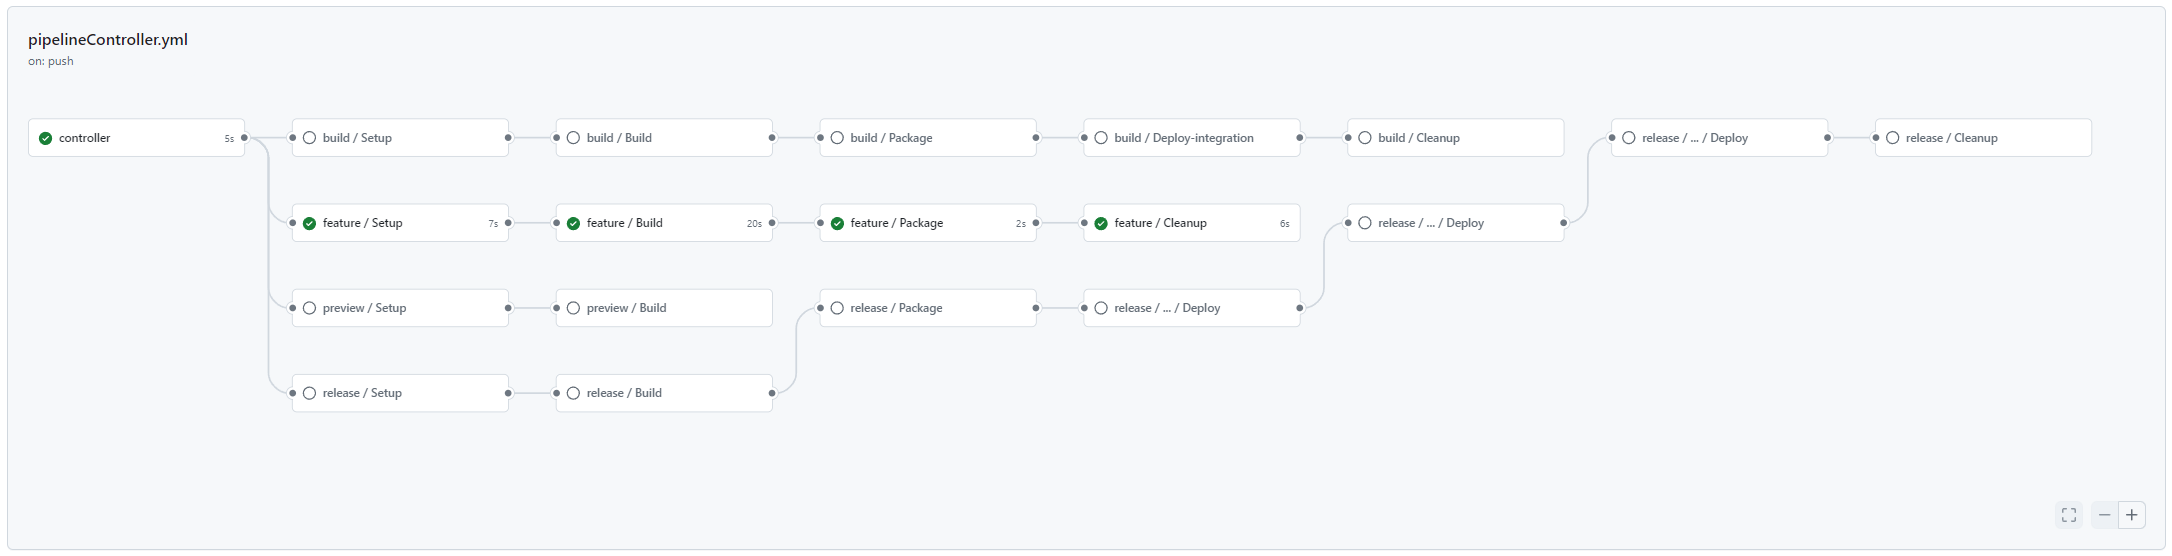 pipelineController.yml
on: push
controller 5s
build / Setup
build / Build
build / Package
build / Deploy-integration
build / Cleanup
release / ... / Deploy
release / Cleanup
feature / Setup 7s
feature / Build 20s
feature / Package 2s
feature / Cleanup 6s
release / ... / Deploy
preview / Setup
preview / Build
release / Package
release / ... / Deploy
release / Setup
release / Build